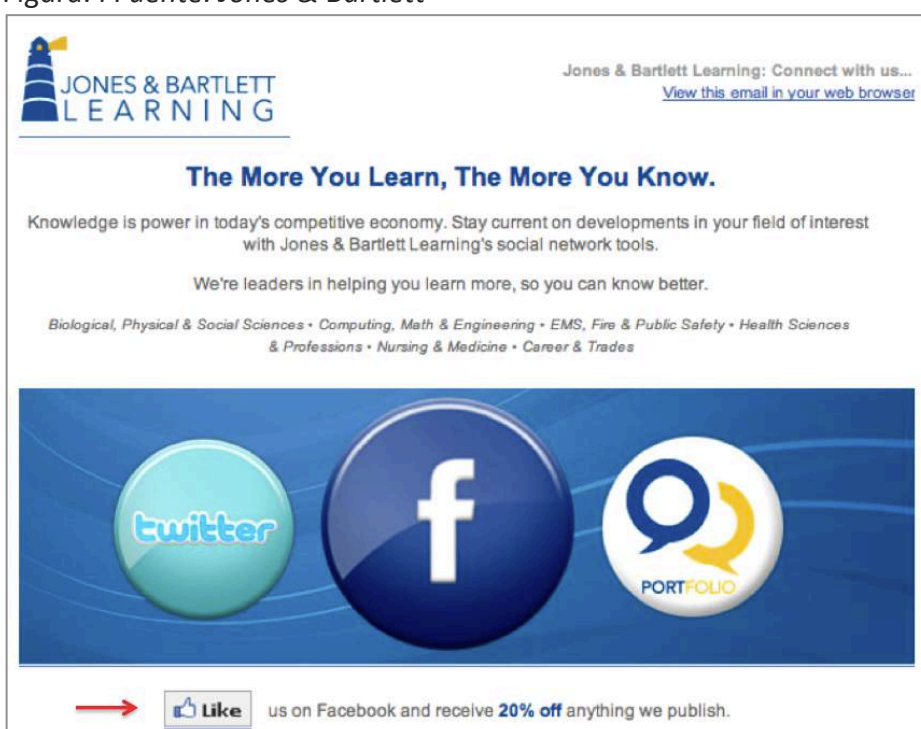 JONES & BARTLETT
LEARNING
Jones & Bartlett Learning: Connect with us...
View this email in your web browser
The More You Learn, The More You Know.
Knowledge is power in today's competitive economy. Stay current on developments in your field of interest
with Jones & Bartlett Learning's social network tools.
We're leaders in helping you learn more, so you can know better.
Biological, Physical & Social Sciences • Computing, Math & Engineering • EMS, Fire & Public Safety • Health Sciences
& Professions • Nursing & Medicine • Career & Trades
twitter
f
PORTFOLIO
Like us on Facebook and receive 20% off anything we publish.